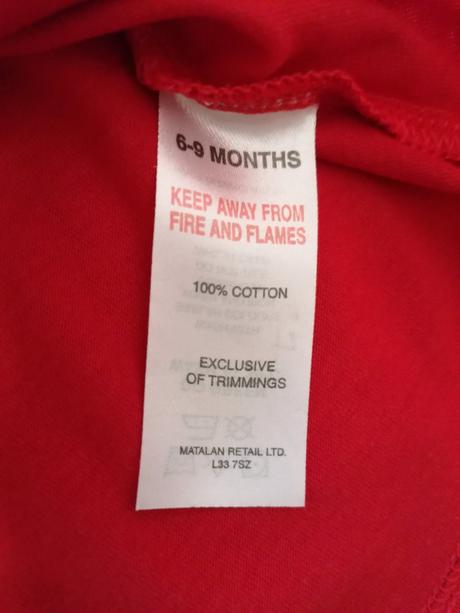 6-9 MONTHS
KEEP AWAY FROM
FIRE AND FLAMES
100% COTTON
EXCLUSIVE
OF TRIMMINGS
MATALAN RETAIL LTD.
L33 7SZ